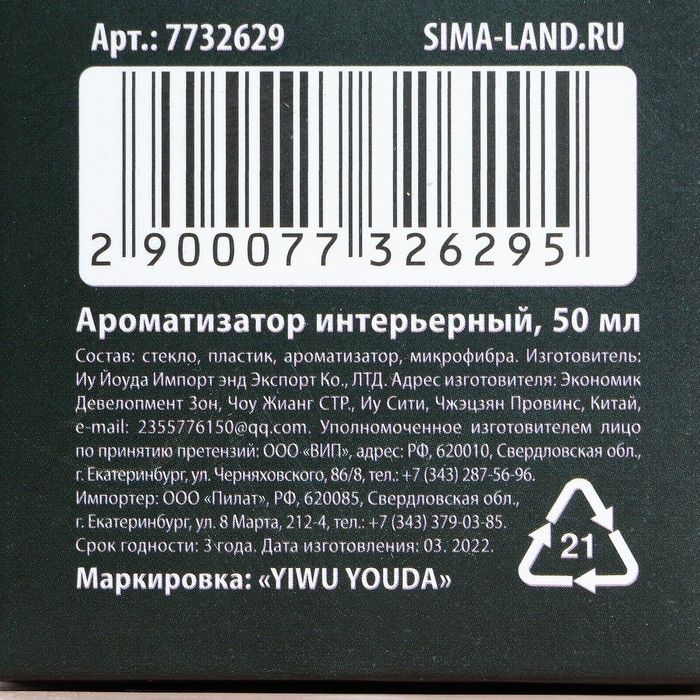 Арт.: 7732629 SIMA-LAND.RU
2 900077 326295
Ароматизатор интерьерный, 50 мл
Состав: стекло, пластик, ароматизатор, микрофибра. Изготовитель:
Иу Йоуда Импорт энд Экспорт Ко., ЛТД. Адрес изготовителя: Экономик
Девелопмент Зон, Чоу Жианг СТР., Иу Сити, Чжэцзян Провинс, Китай,
e-mail: 2355776150@qq.com. Уполномоченное изготовителем лицо
по принятию претензий: ООО «ВИП», адрес: РФ, 620010, Свердловская обл.,
г. Екатеринбург, ул. Черняховского, 86/8, тел.: +7 (343) 287-56-96.
Импортер: ООО «Пилат», РФ, 620085, Свердловская обл.,
г. Екатеринбург, ул. 8 Марта, 212-4, тел.: +7 (343) 379-03-85.
Срок годности: 3 года. Дата изготовления: 03. 2022.
Маркировка: «YIWU YOUDA»
21